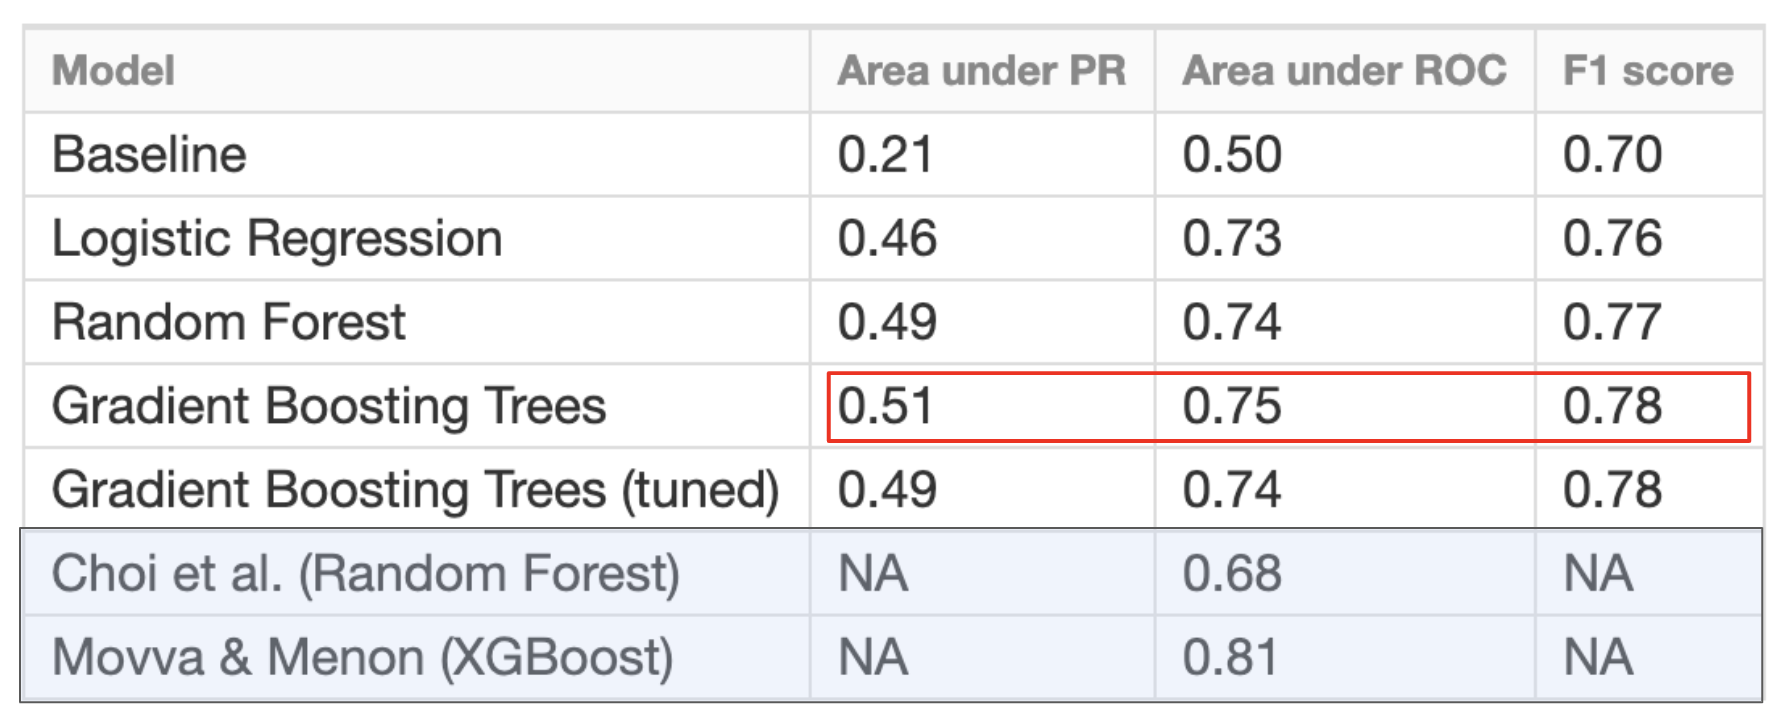 Model Area under PR Area under ROC F1 score
Baseline 0.21 0.50 0.70
Logistic Regression 0.46 0.73 0.76
Random Forest 0.49 0.74 0.77
Gradient Boosting Trees 0.51 0.75 0.78
Gradient Boosting Trees (tuned) 0.49 0.74 0.78
Choi et al. (Random Forest) NA 0.68 NA
Movva & Menon (XGBoost) NA 0.81 NA